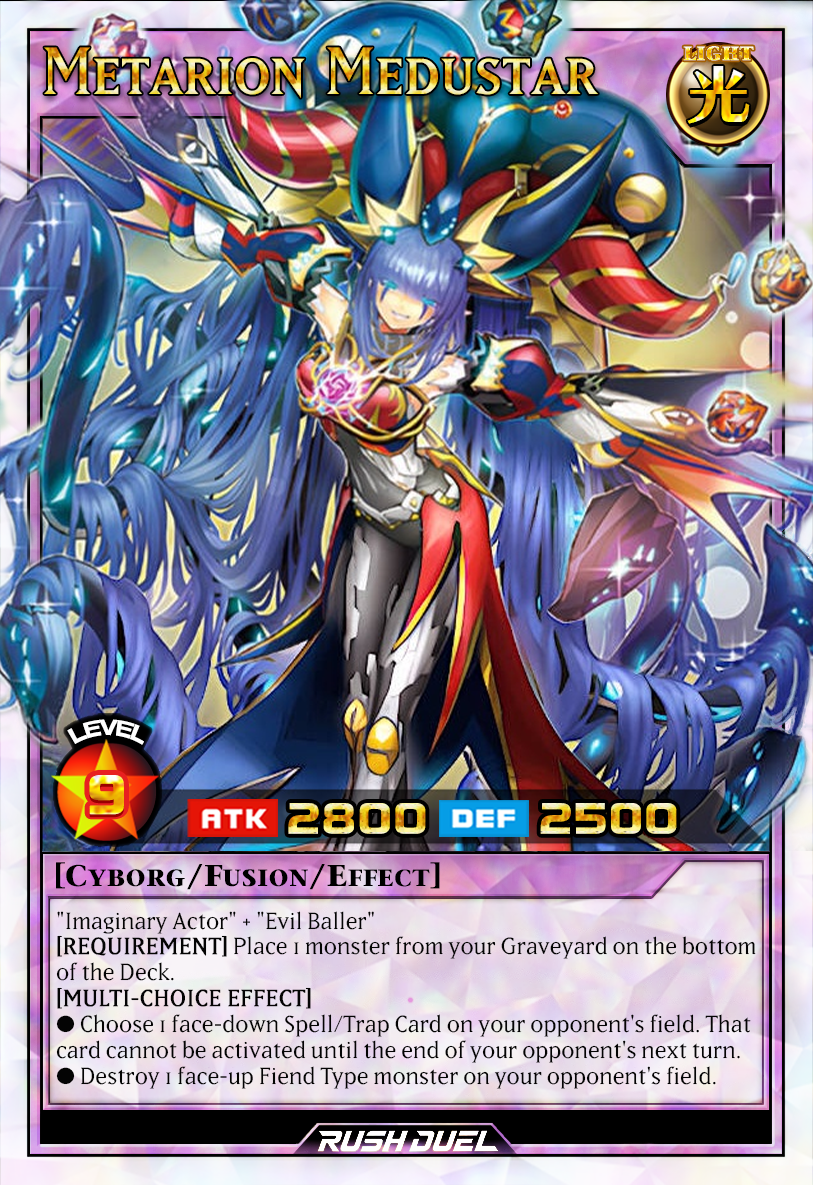 METARION MEDUSTAR
LIGHT
光
LEVEL
9
ATK 2800 DEF 2500
[CYBORG/FUSION/EFFECT]
"Imaginary Actor" + "Evil Baller"
[REQUIREMENT] Place 1 monster from your Graveyard on the bottom
of the Deck.
[MULTI-CHOICE EFFECT]
● Choose 1 face-down Spell/Trap Card on your opponent's field. That
card cannot be activated until the end of your opponent's next turn.
● Destroy 1 face-up Fiend Type monster on your opponent's field.
RUSH DUEL